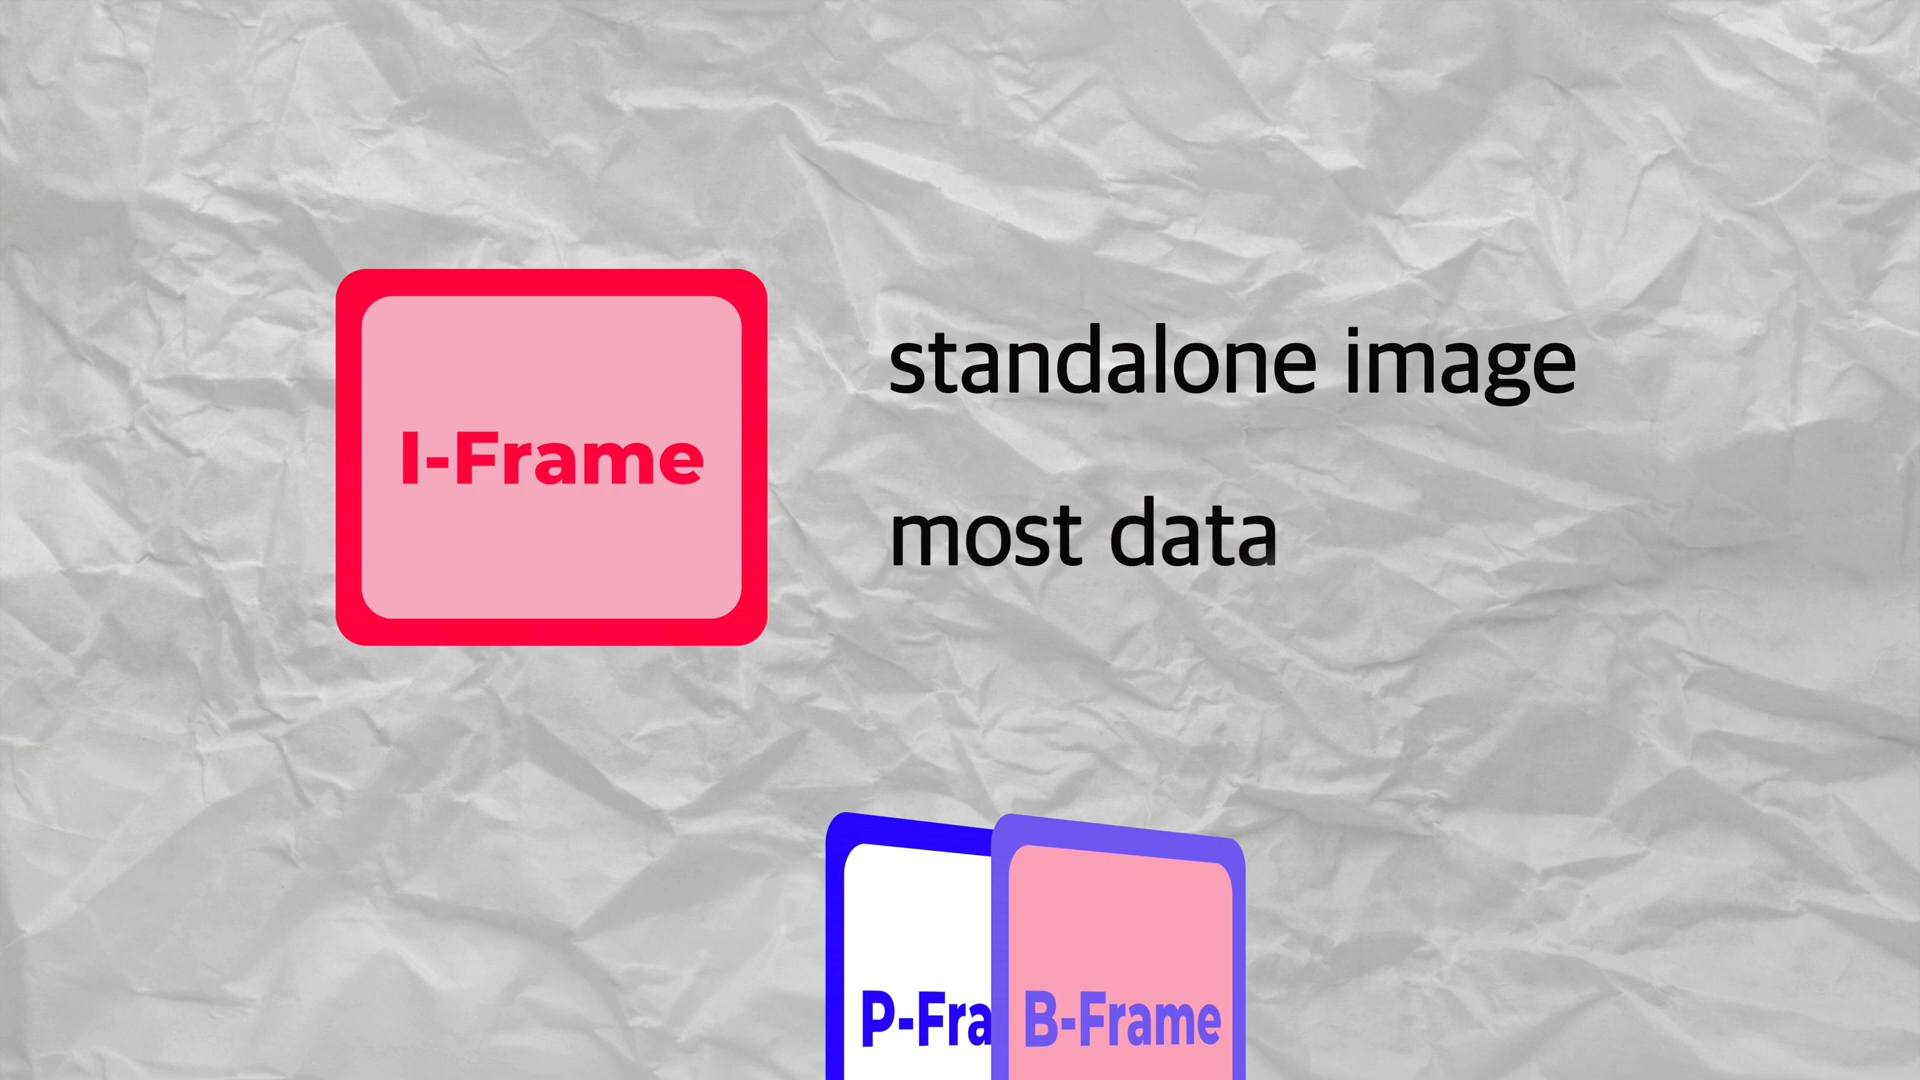 I-Frame
standalone image
most data
P-Fra
B-Frame